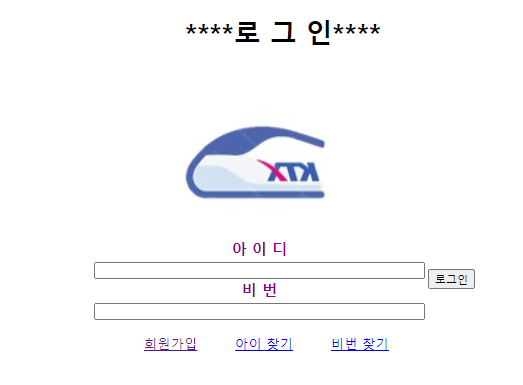 ****로 그 인****
KTX
아 이 디
로그인
비 번
회원가입 아이 찾기 비번 찾기